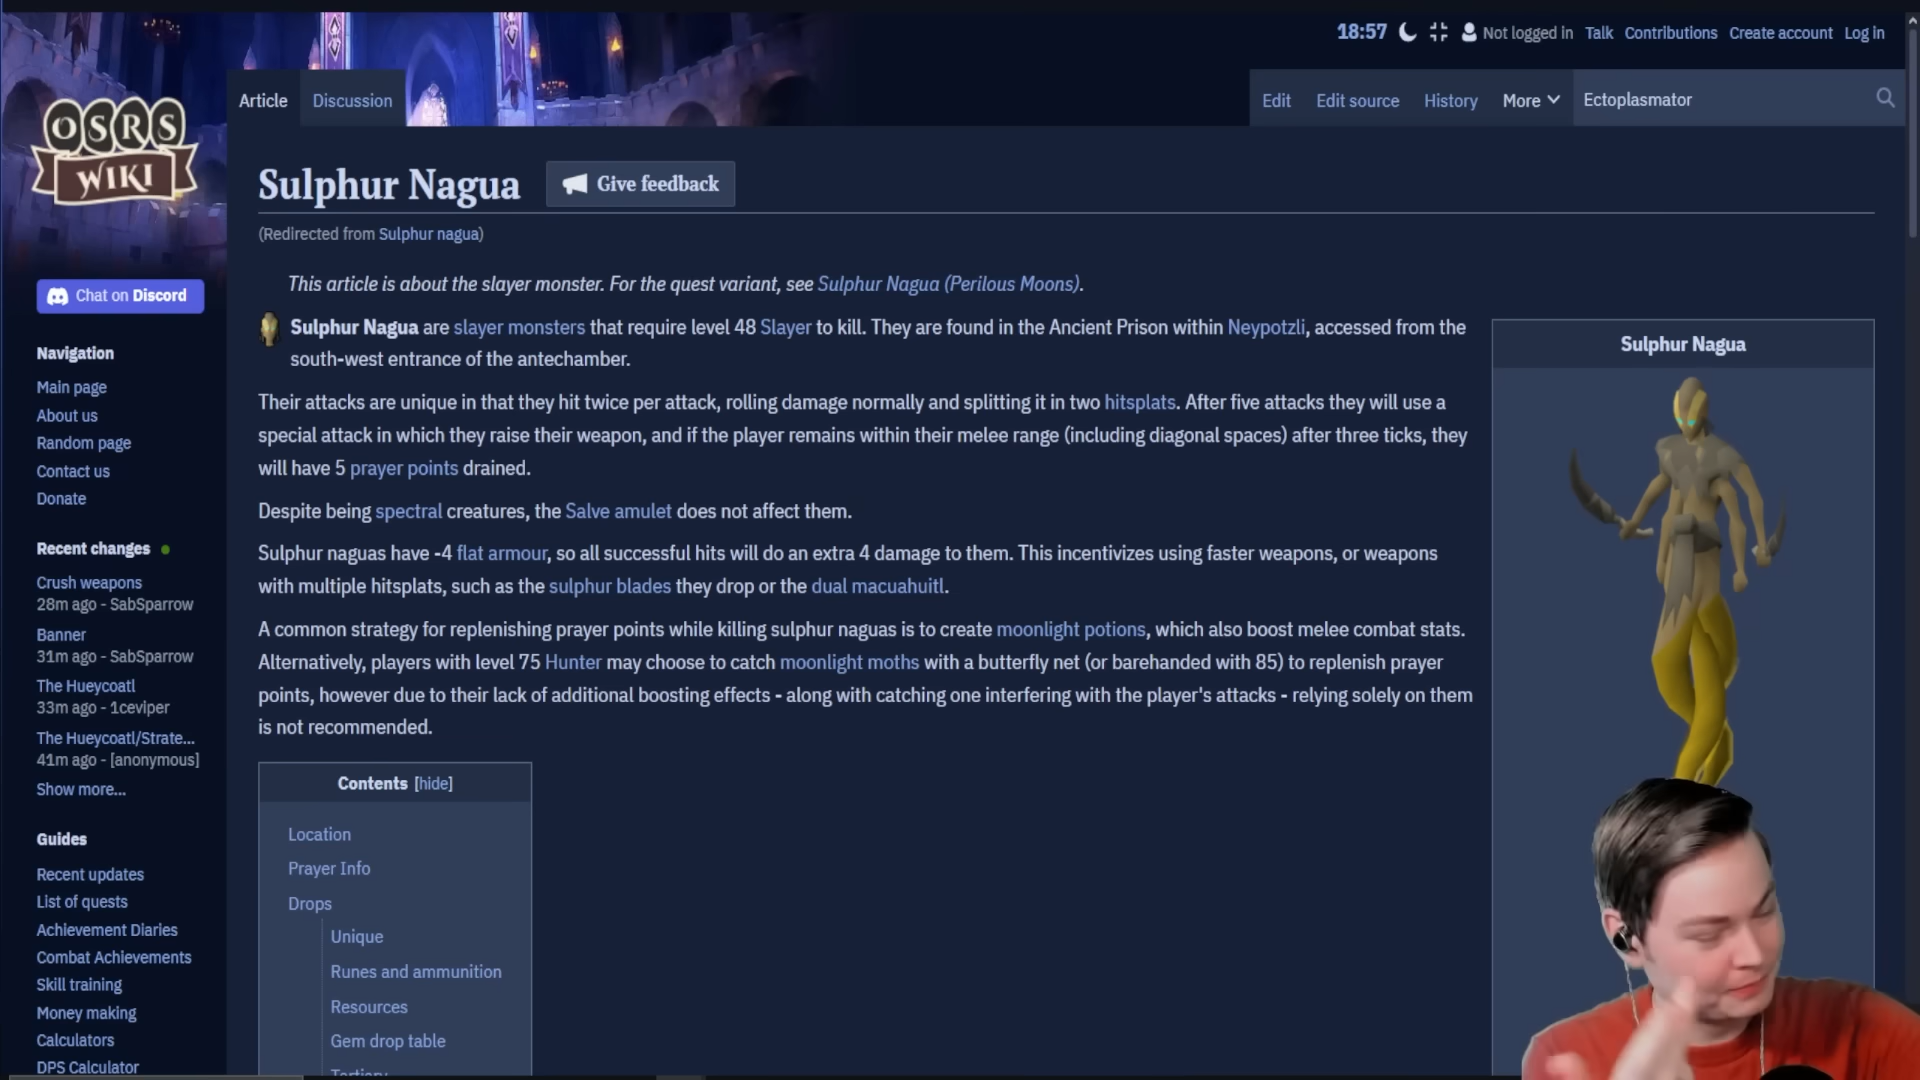 18:57 Not logged in Talk Contributions Create account Log in
Article Discussion
Edit Edit source History More Ectoplasmator
OSRS
WIKI
Sulphur Nagua
Give feedback
(Redirected from Sulphur nagua)
This article is about the slayer monster. For the quest variant, see Sulphur Nagua (Perilous Moons).
Sulphur Nagua are slayer monsters that require level 48 Slayer to kill. They are found in the Ancient Prison within Neypotzli, accessed from the
south-west entrance of the antechamber.
Their attacks are unique in that they hit twice per attack, rolling damage normally and splitting it in two hitsplats. After five attacks they will use a
special attack in which they raise their weapon, and if the player remains within their melee range (including diagonal spaces) after three ticks, they
will have 5 prayer points drained.
Despite being spectral creatures, the Salve amulet does not affect them.
Sulphur naguas have -4 flat armour, so all successful hits will do an extra 4 damage to them. This incentivizes using faster weapons, or weapons
with multiple hitsplats, such as the sulphur blades they drop or the dual macuahuitl.
A common strategy for replenishing prayer points while killing sulphur naguas is to create moonlight potions, which also boost melee combat stats.
Alternatively, players with level 75 Hunter may choose to catch moonlight moths with a butterfly net (or barehanded with 85) to replenish prayer
points, however due to their lack of additional boosting effects - along with catching one interfering with the player's attacks - relying solely on them
is not recommended.
Contents [hide]
Location
Prayer Info
Drops
Unique
Runes and ammunition
Resources
Gem drop table
Tertiary
Sulphur Nagua
Chat on Discord
Navigation
Main page
About us
Random page
Contact us
Donate
Recent changes
Crush weapons
28m ago - SabSparrow
Banner
31m ago - SabSparrow
The Hueycoatl
33m ago - 1ceviper
The Hueycoatl/Strate...
41m ago - [anonymous]
Show more...
Guides
Recent updates
List of quests
Achievement Diaries
Combat Achievements
Skill training
Money making
Calculators
DPS Calculator